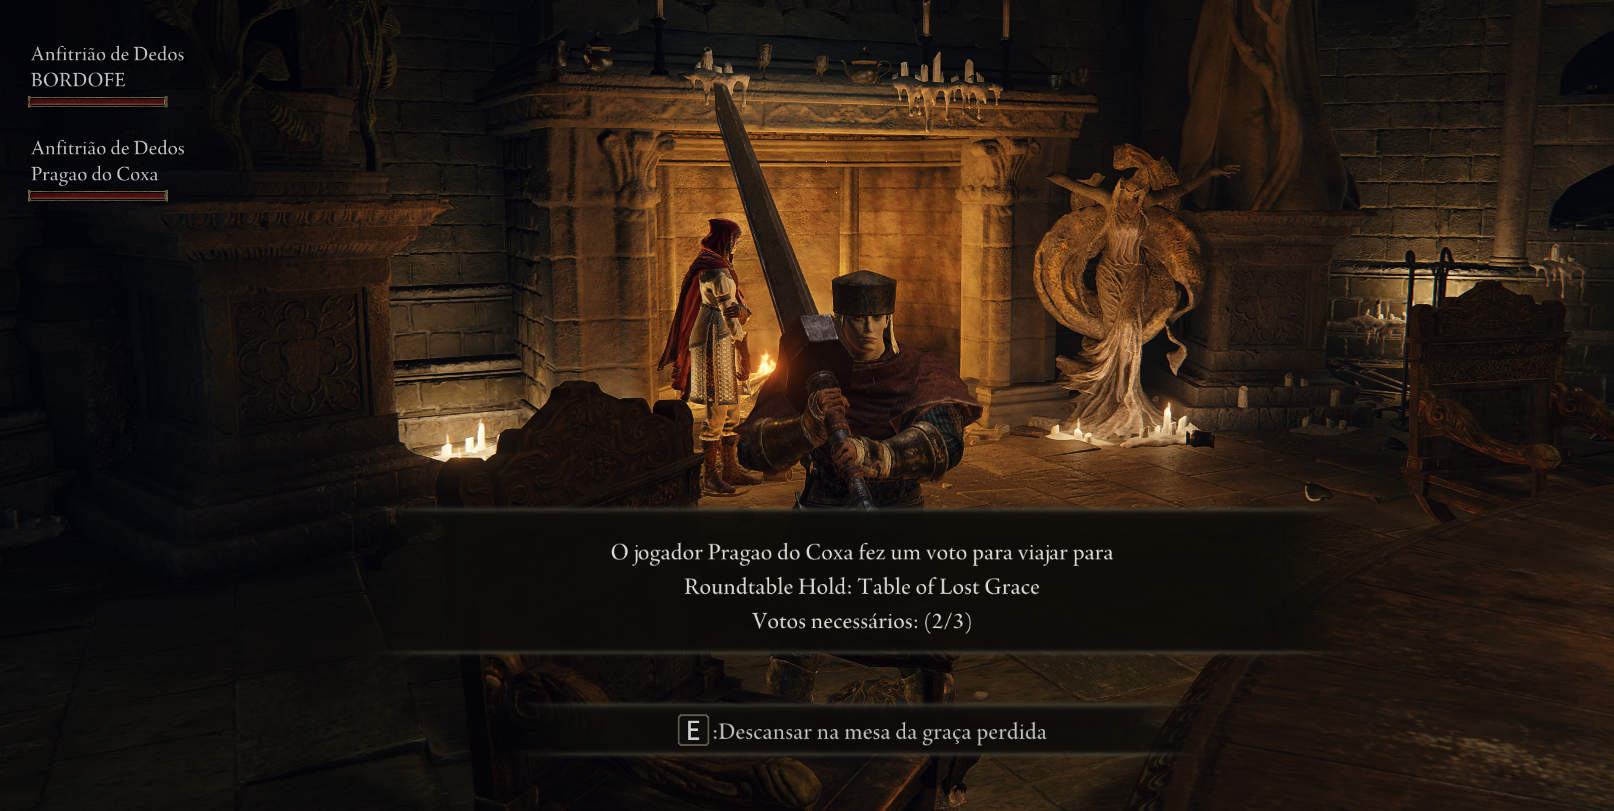 Anfitrião de Dedos
BORDOFE
Anfitrião de Dedos
Pragao do Coxa
O jogador Pragao do Coxa fez um voto para viajar para
Roundtable Hold: Table of Lost Grace
Votos necessários: (2/3)
E :Descansar na mesa da graça perdida